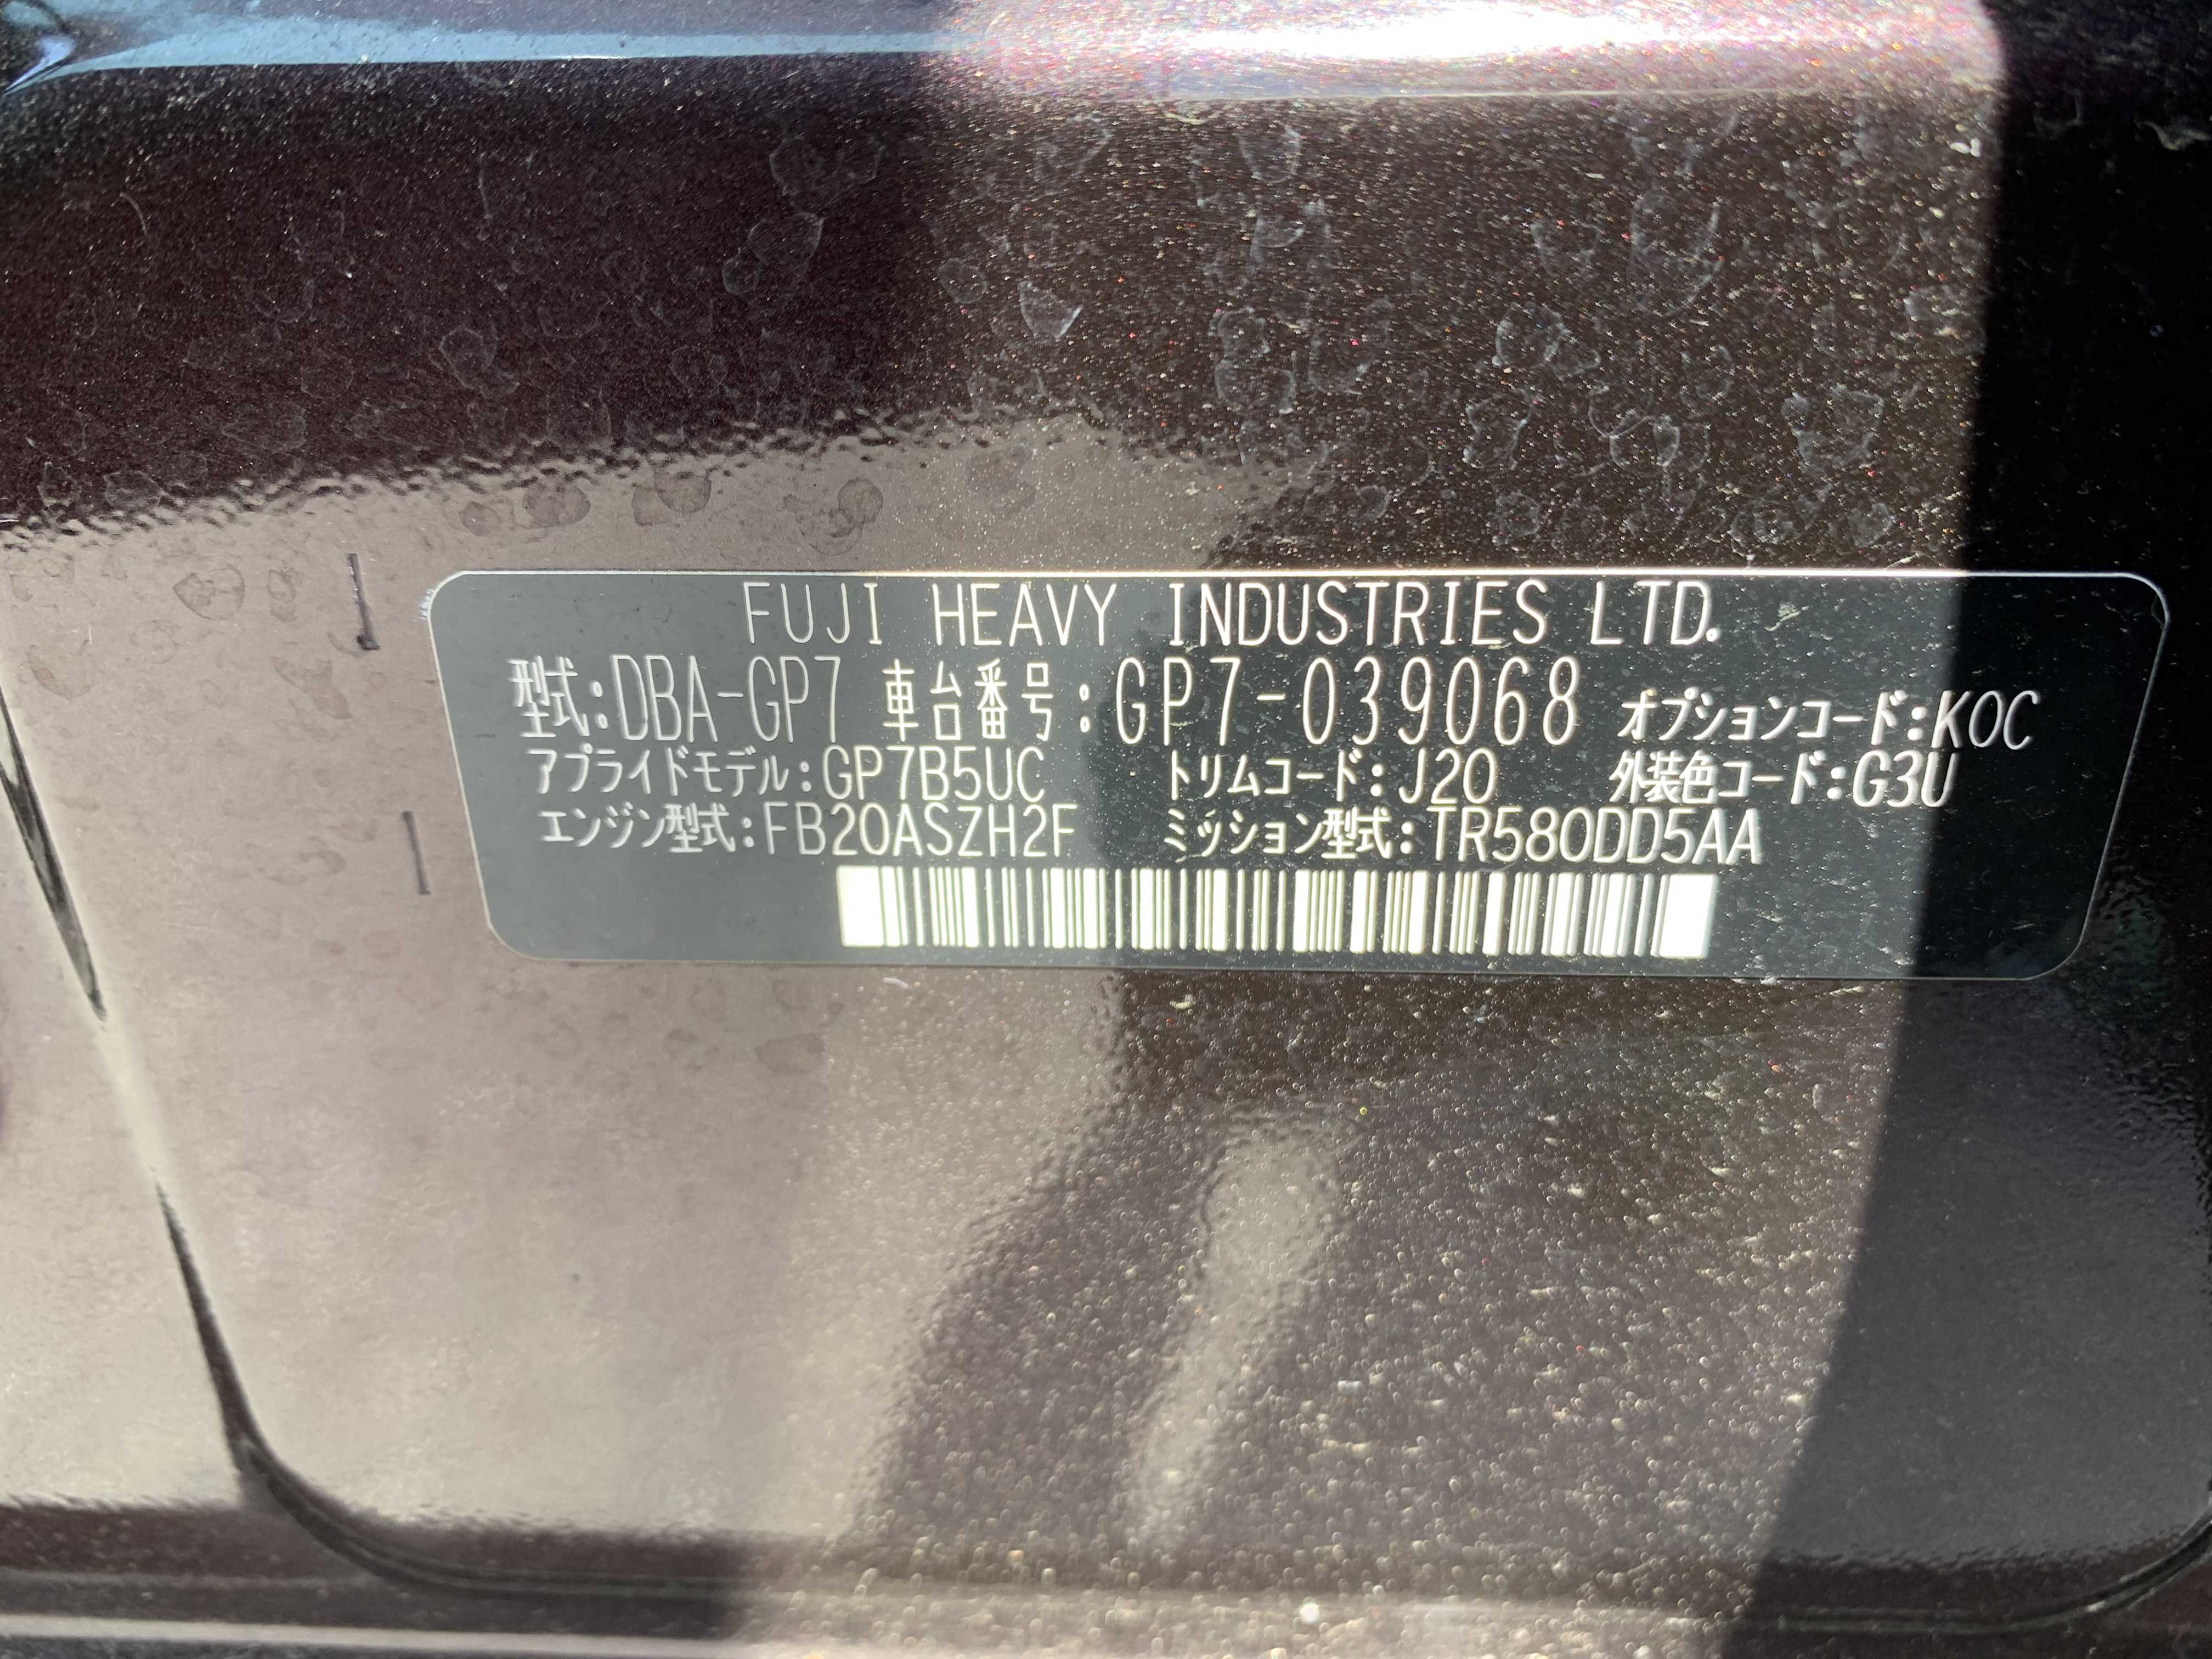 FUJI HEAVY INDUSTRIES LTD.
型式:DBA-GP7 車台番号:GP7-039068 オプションコード:K0C
アプライドモデル:GP7B5UC トリムコード:J20 外装色コード:G3U
エンジン型式:FB20ASZH2F ミッション型式:TR580DD5AA